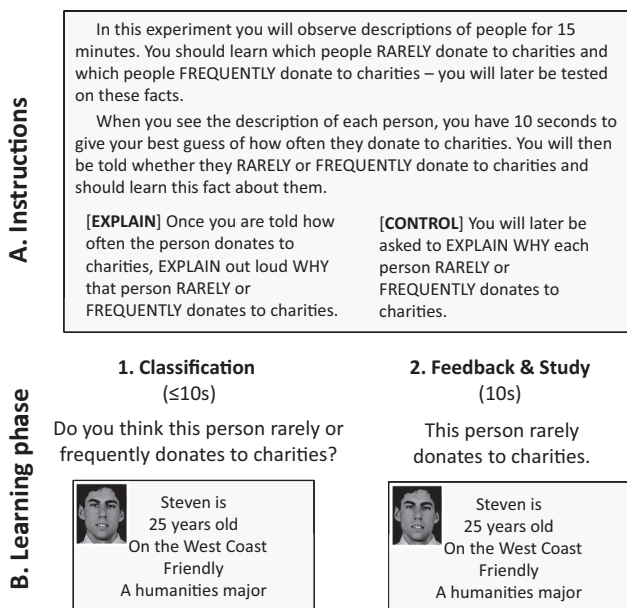 A. Instructions
In this experiment you will observe descriptions of people for 15
minutes. You should learn which people RARELY donate to charities and
which people FREQUENTLY donate to charities – you will later be tested
on these facts.
When you see the description of each person, you have 10 seconds to
give your best guess of how often they donate to charities. You will then
be told whether they RARELY or FREQUENTLY donate to charities and
should learn this fact about them.
[EXPLAIN] Once you are told how
often the person donates to
charities, EXPLAIN out loud WHY
that person RARELY or
FREQUENTLY donates to charities.
[CONTROL] You will later be
asked to EXPLAIN WHY each
person RARELY or
FREQUENTLY donates to
charities.
B. Learning phase
1. Classification
(≤10s)
Do you think this person rarely or
frequently donates to charities?
Steven is
25 years old
On the West Coast
Friendly
A humanities major
2. Feedback & Study
(10s)
This person rarely
donates to charities.
Steven is
25 years old
On the West Coast
Friendly
A humanities major